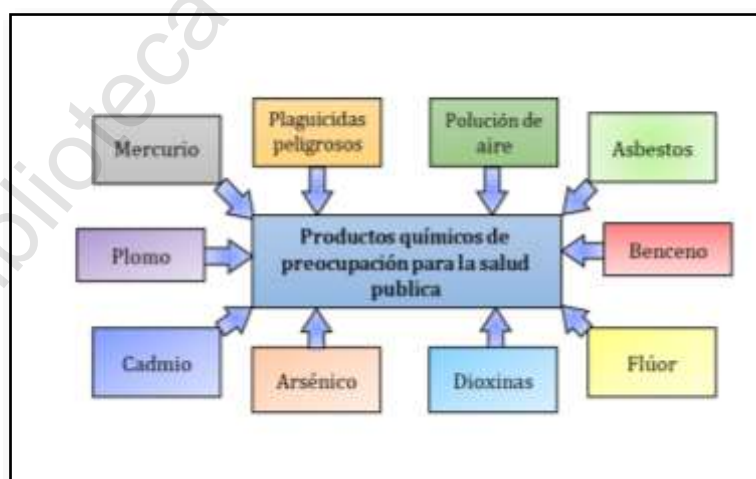 Biblioteca
Mercurio
Plaguicidas
peligrosos
Polución de
aire
Asbestos
Plomo
Productos químicos de
preocupación para la salud
publica
Benceno
Cadmio
Arsénico
Dioxinas
Flúor